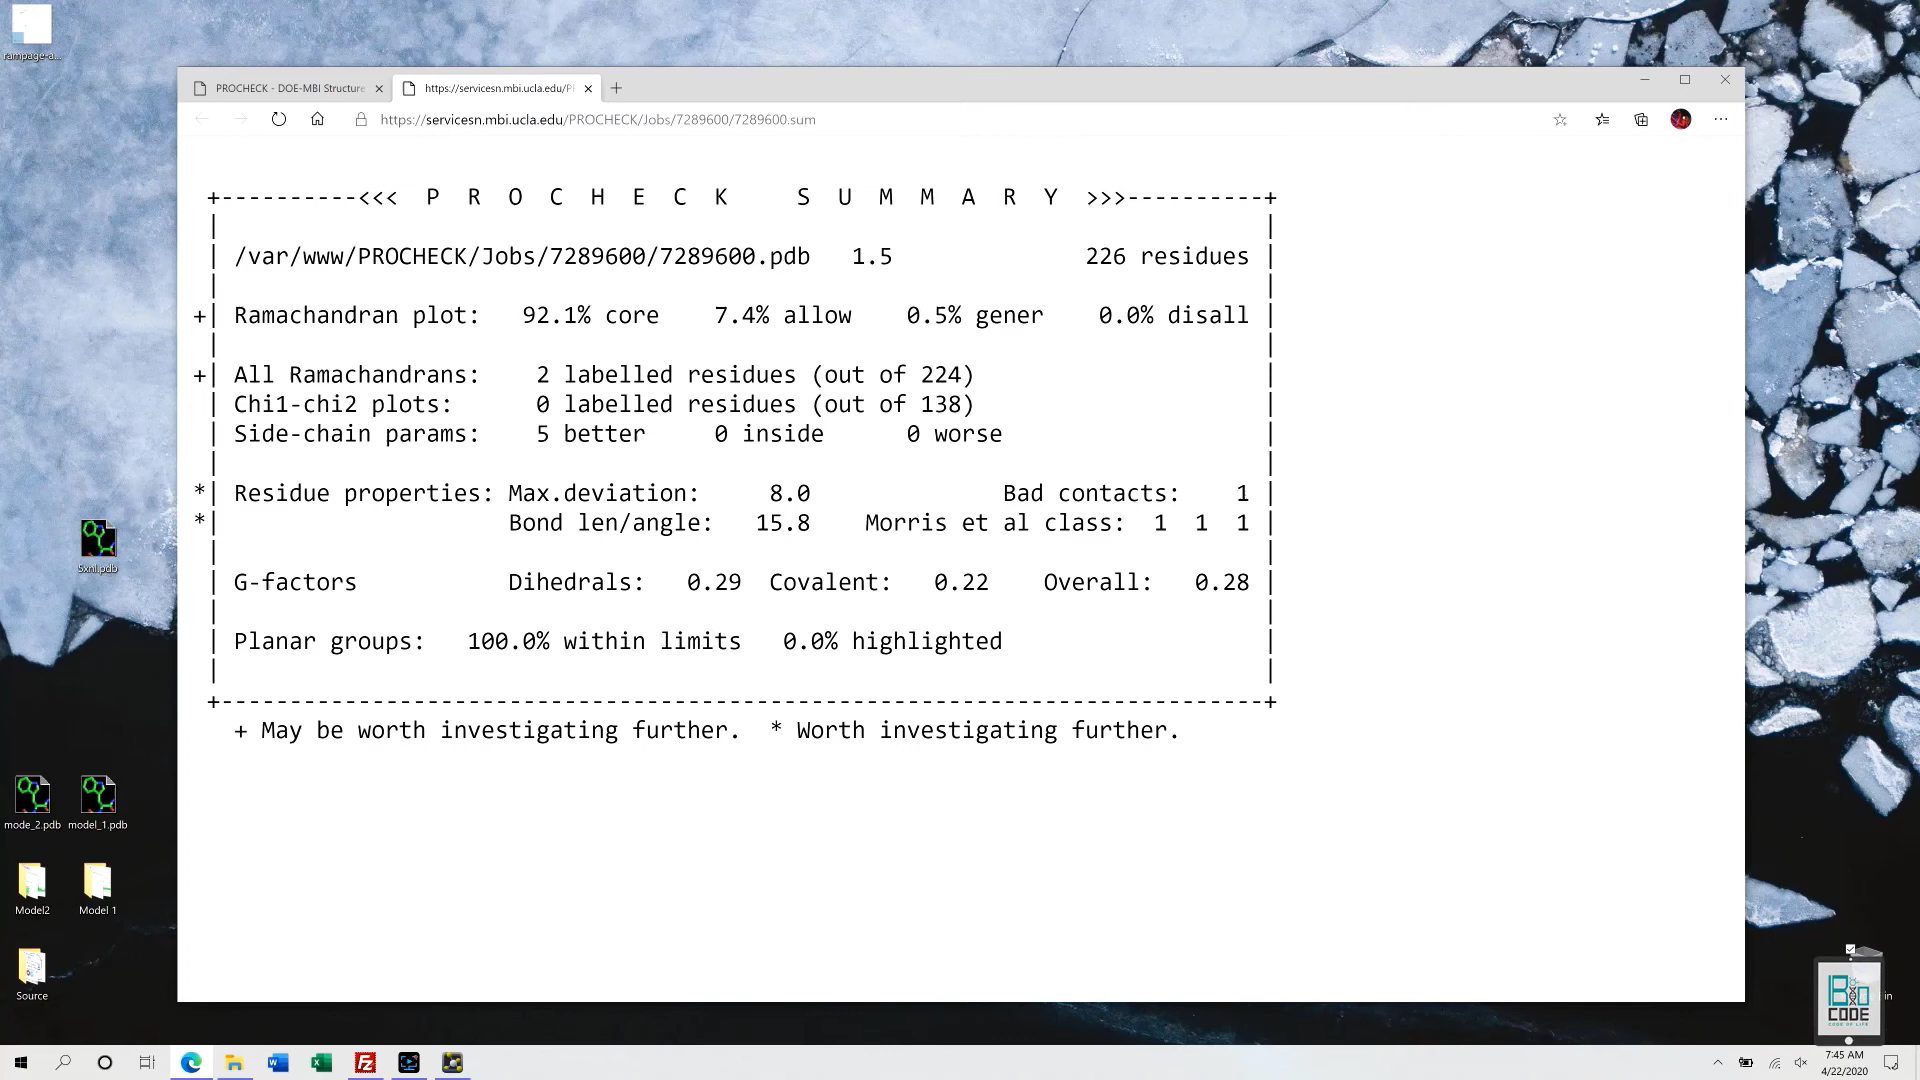 rampage-a...
PROCHECK - DOE-MBI Structure
https://servicesn.mbi.ucla.edu/P
https://servicesn.mbi.ucla.edu/PROCHECK/Jobs/7289600/7289600.sum
+----------<<< P R O C H E C K   S U M M A R Y >>>----------+
/var/www/PROCHECK/Jobs/7289600/7289600.pdb 1.5 226 residues
+| Ramachandran plot: 92.1% core 7.4% allow 0.5% gener 0.0% disall |
+| All Ramachandrans: 2 labelled residues (out of 224)
Chi1-chi2 plots: 0 labelled residues (out of 138)
Side-chain params: 5 better 0 inside 0 worse
*| Residue properties: Max.deviation: 8.0 Bad contacts: 1 |
*| Bond len/angle: 15.8 Morris et al class: 1 1 1 |
G-factors Dihedrals: 0.29 Covalent: 0.22 Overall: 0.28 |
Planar groups: 100.0% within limits 0.0% highlighted
+ May be worth investigating further. * Worth investigating further.
5xnl.pdb
mode_2.pdb
model_1.pdb
Model2
Model 1
Source
BioCODE
CODE OF LIFE
in
7:45 AM
4/22/2020